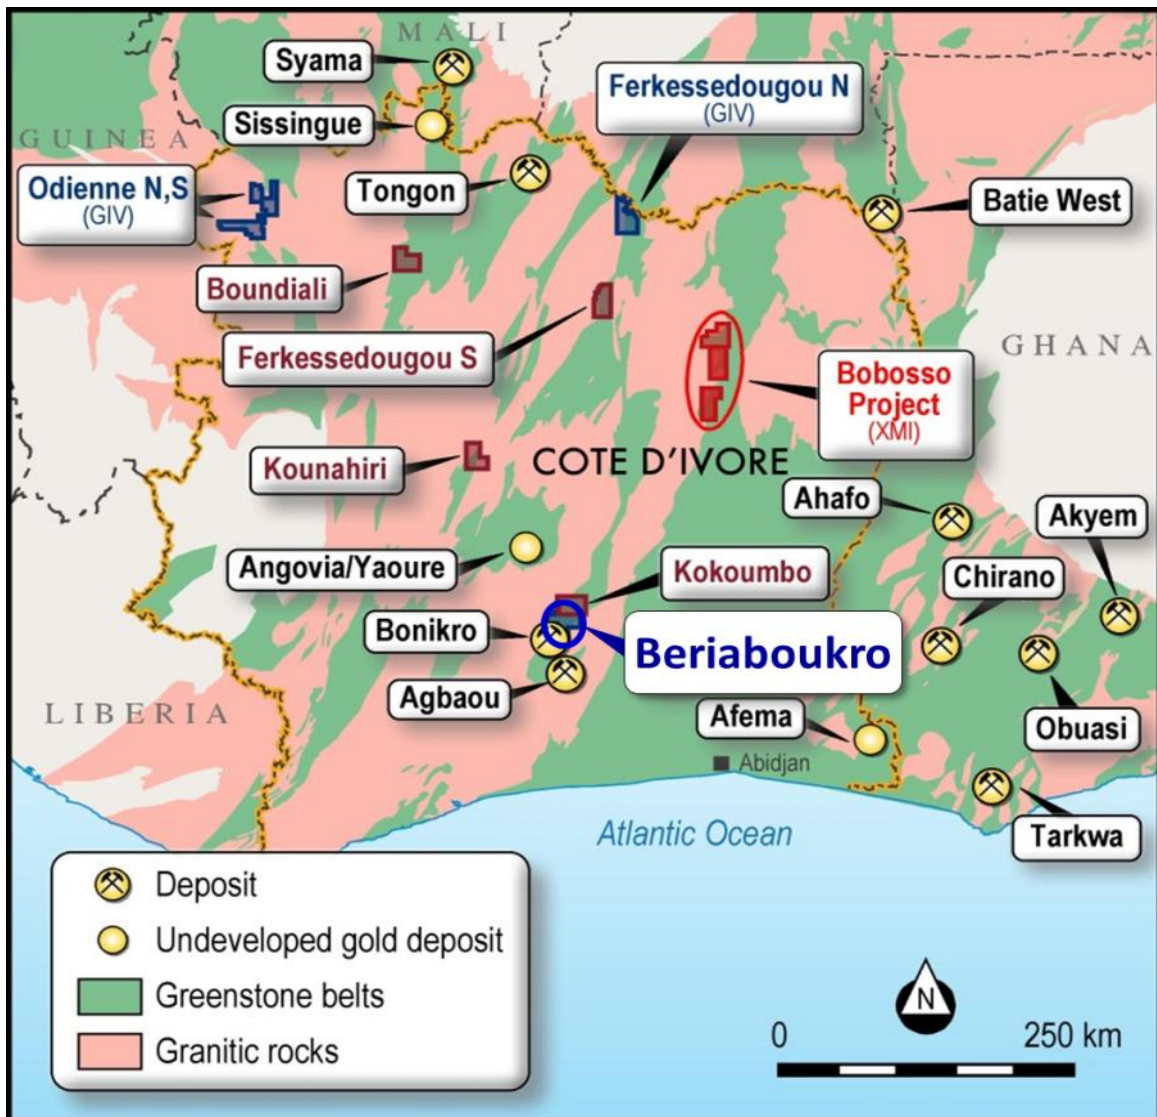 MALI
Syama
Ferkessedougou N
(GIV)
Sissingue
GUINEA
Odienne N,S
(GIV)
Tongon
Batie West
Boundiali
Ferkessedougou S
GHANA
Bobosso
Project
(XMI)
Kounahiri
COTE D'IVORE
Ahafo
Akyem
Angovia/Yaoure
Kokoumbo
Chirano
Bonikro
Beriaboukro
Agbaou
LIBERIA
Afema
Obuasi
Abidjan
Atlantic Ocean
Tarkwa
Deposit
Undeveloped gold deposit
Greenstone belts
Granitic rocks
N
0 250 km